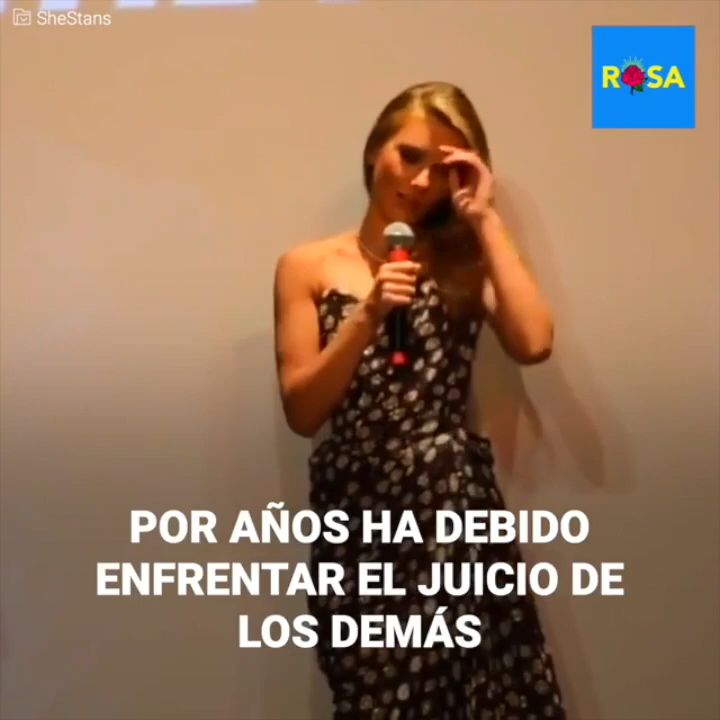 SheStans
ROSA
POR AÑOS HA DEBIDO
ENFRENTAR EL JUICIO DE
LOS DEMÁS